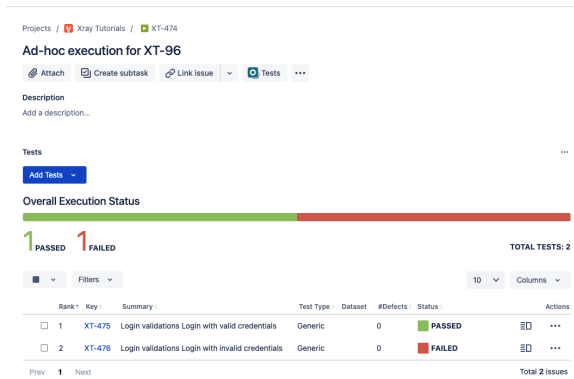 Projects / Xray Tutorials / XT-474
Ad-hoc execution for XT-96
Attach Create subtask Link issue Tests
Description
Add a description...
Tests
Add Tests
Overall Execution Status
1 PASSED 1 FAILED TOTAL TESTS: 2
Filters 10 Columns
Rank Key Summary Test Type Dataset #Defects Status Actions
1 XT-475 Login validations Login with valid credentials Generic 0 PASSED
2 XT-476 Login validations Login with invalid credentials Generic 0 FAILED
Prev 1 Next Total 2 issues